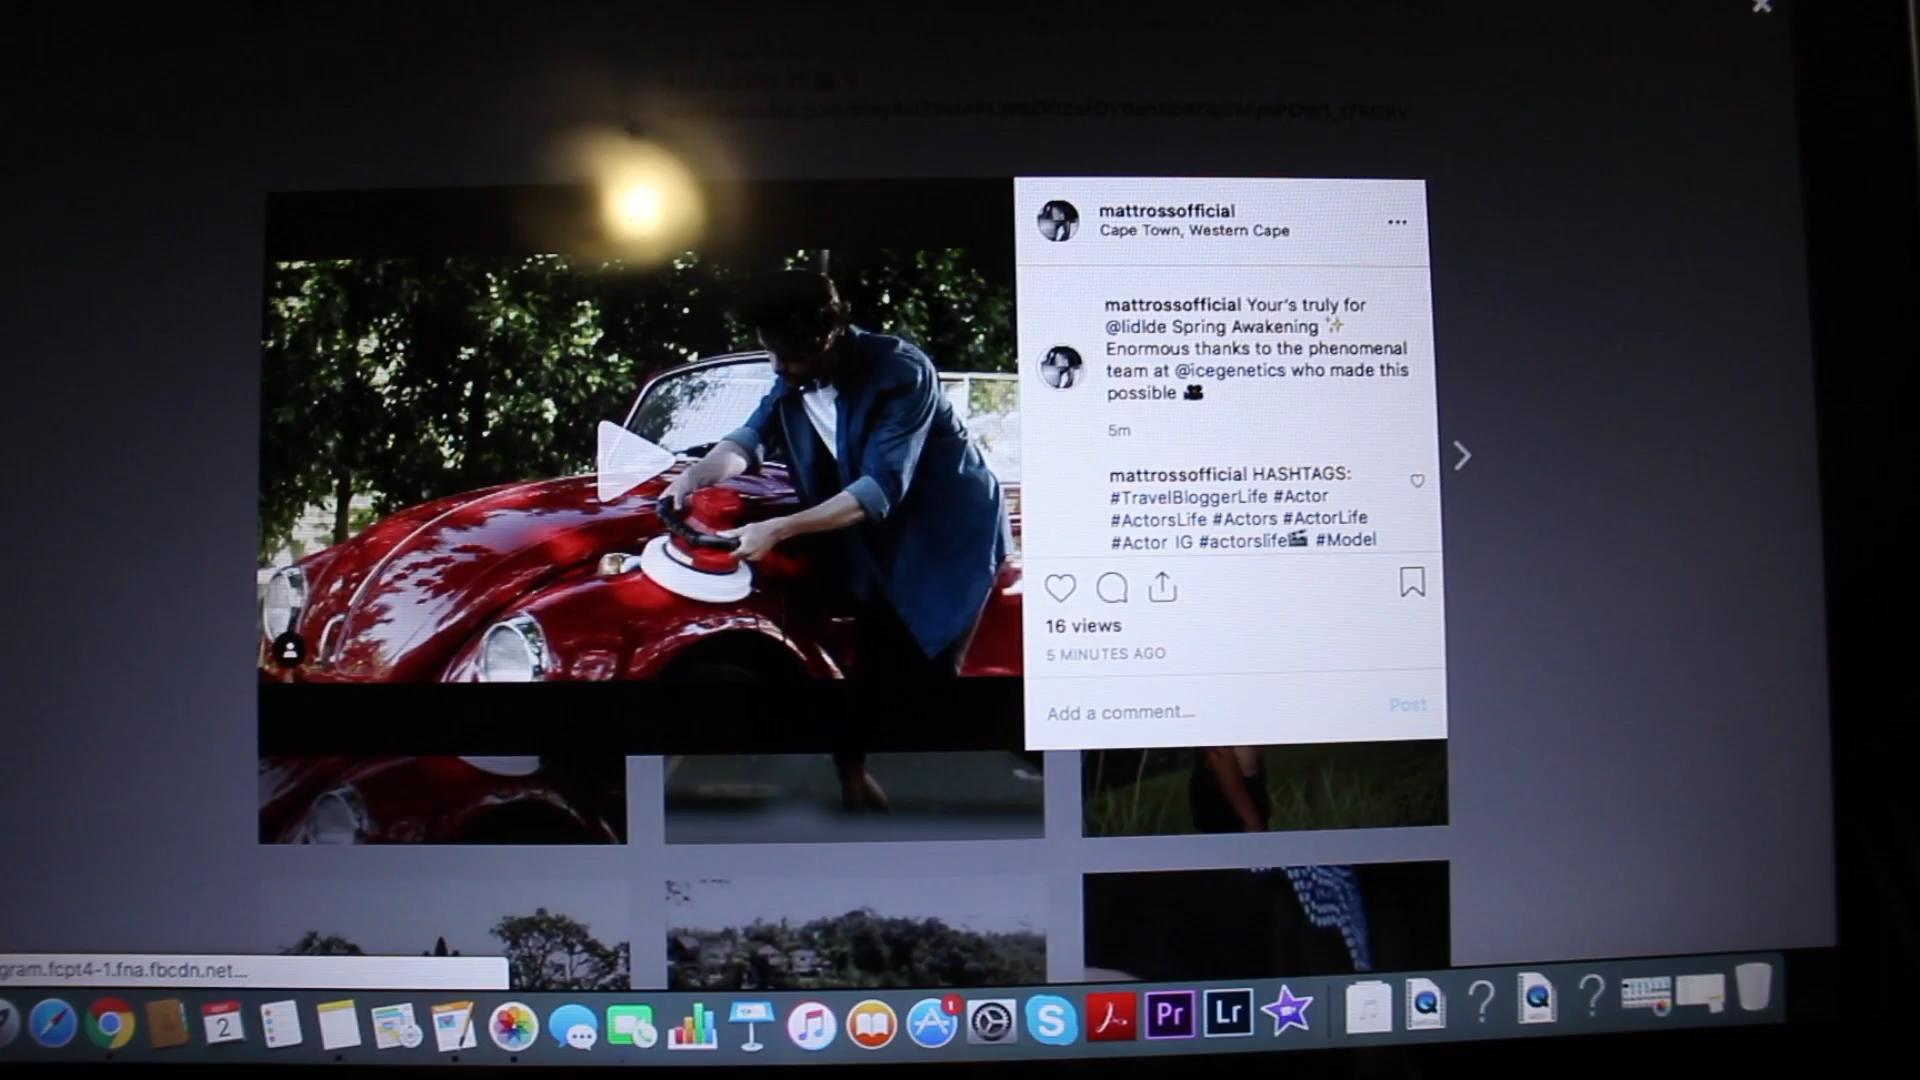 mattrossofficial
Cape Town, Western Cape
mattrossofficial Your's truly for
@lidlde Spring Awakening ✨
Enormous thanks to the phenomenal
team at @icegenetics who made this
possible 🎥
5m
mattrossofficial HASHTAGS:
#TravelBloggerLife #Actor
#ActorsLife #Actors #ActorLife
#Actor IG #actorslife🎬 #Model
16 views
5 MINUTES AGO
Add a comment...
Post
gram.fcpt4-1.fna.fbcdn.net...
2
1
Pr
Lr